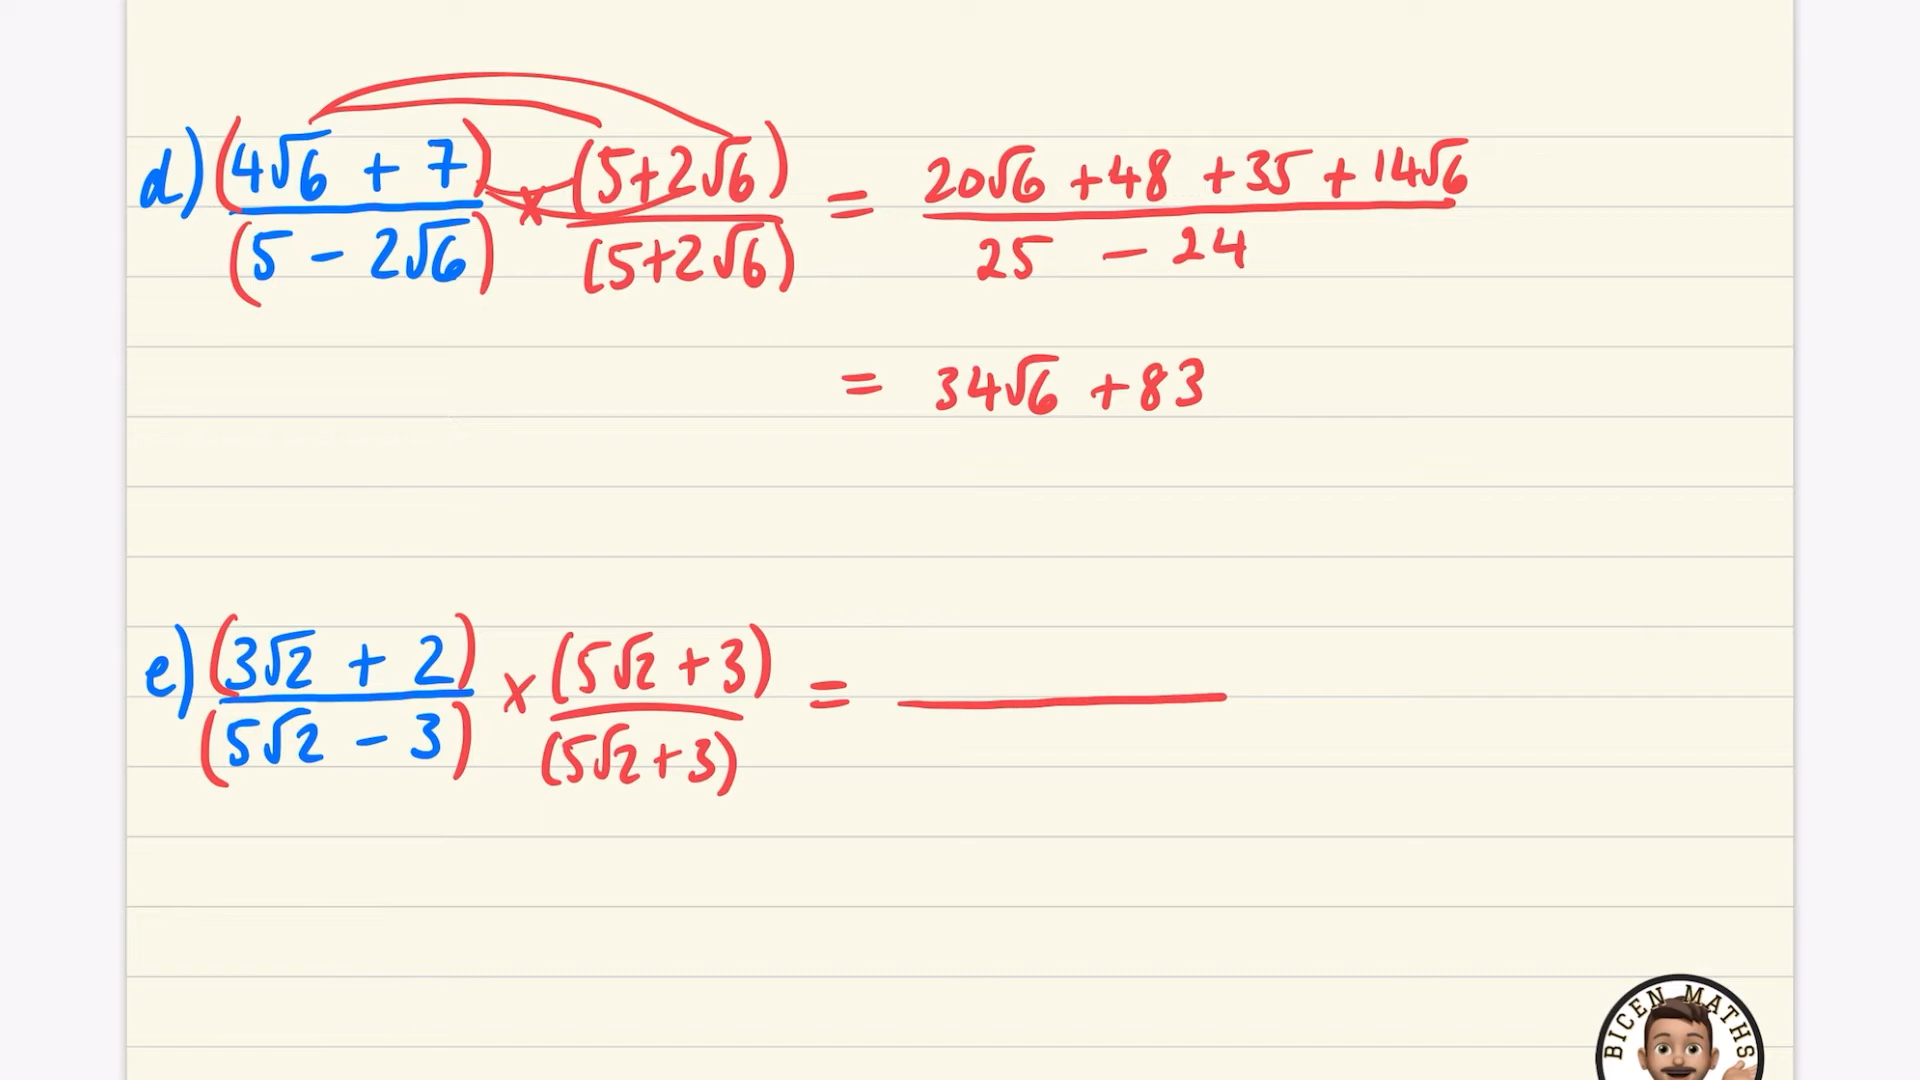 d) (4√6 + 7)/(5 − 2√6) × (5+2√6)/(5+2√6) = (20√6 + 48 + 35 + 14√6)/(25 − 24)
= 34√6 + 83
e) (3√2 + 2)/(5√2 − 3) × (5√2 + 3)/(5√2 + 3) =
BICEN MATHS